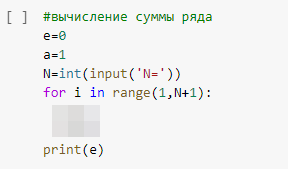 [ ] #вычисление суммы ряда
e=0
a=1
N=int(input('N='))
for i in range(1,N+1):
print(e)